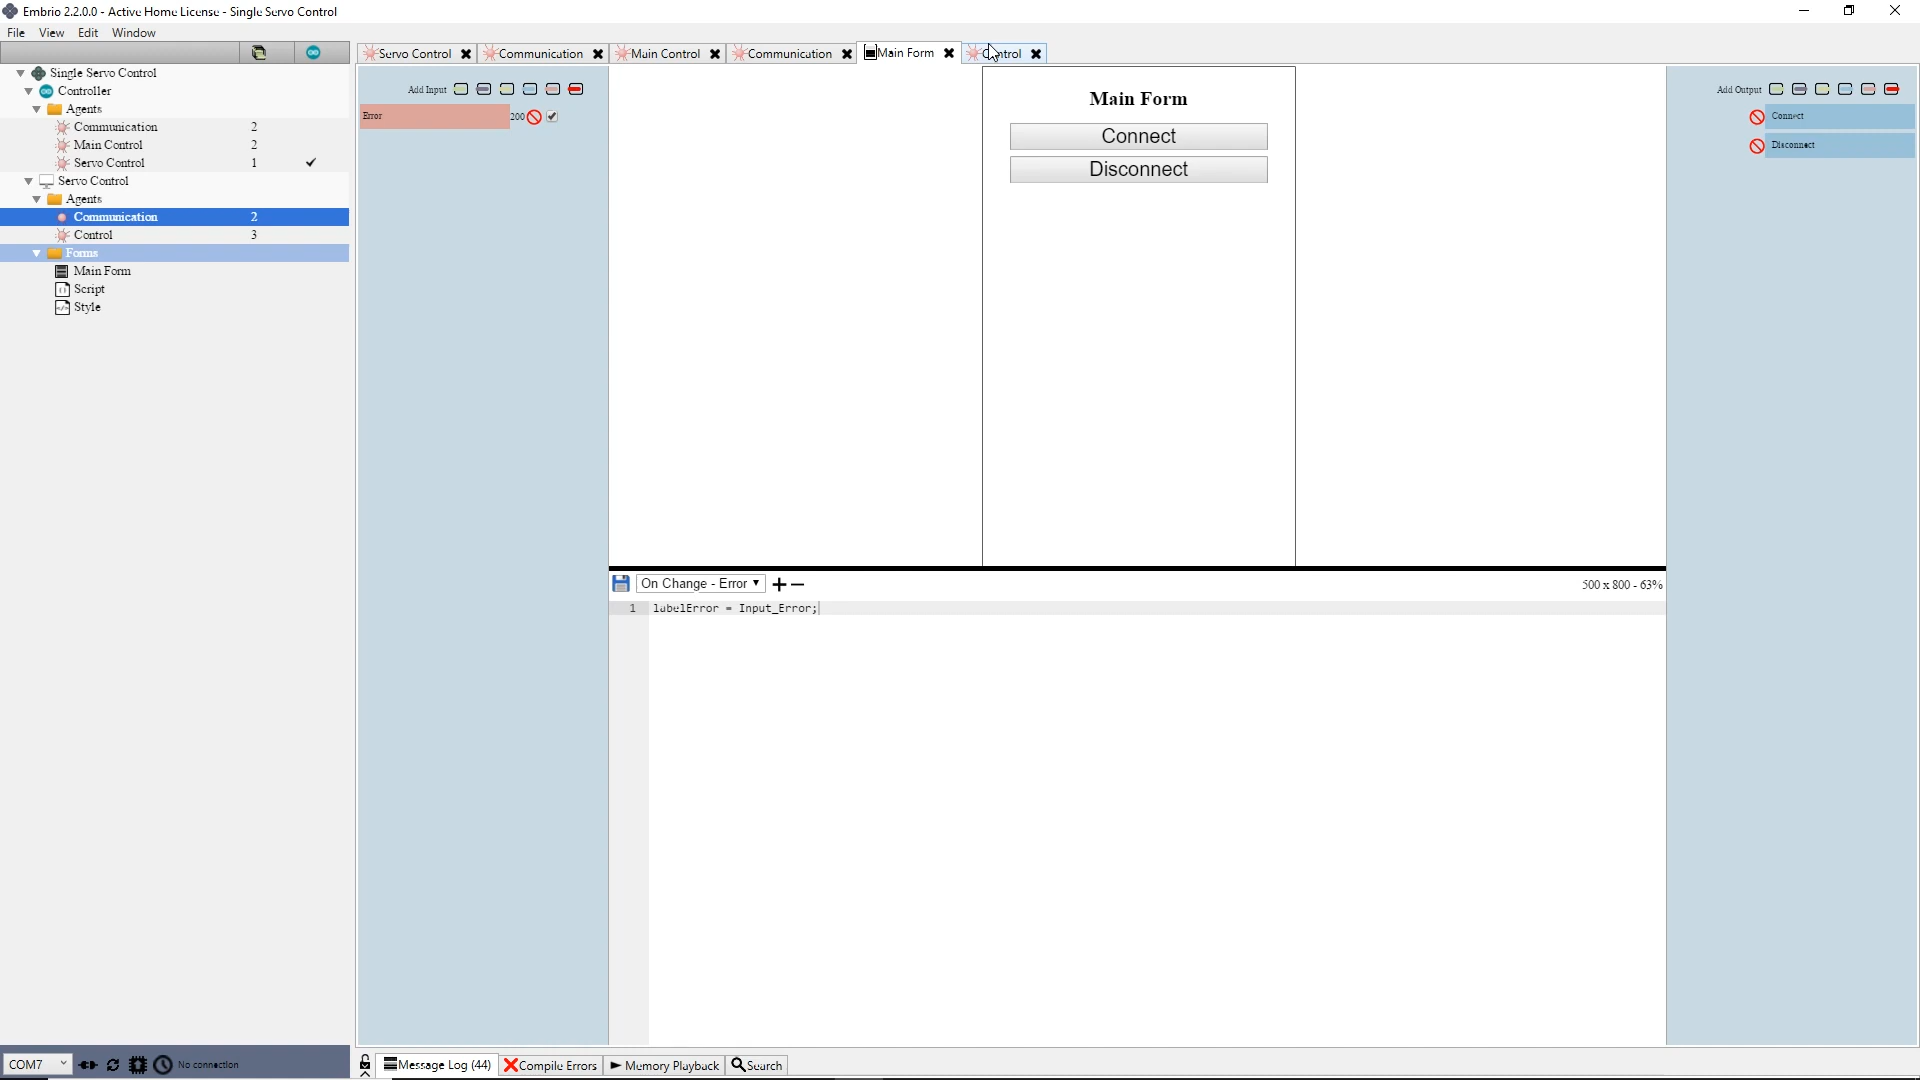 Embrio 2.2.0.0 - Active Home License - Single Servo Control
File View Edit Window
Servo Control Communication Main Control Communication Main Form Control
Single Servo Control
Controller
Agents
Communication 2
Main Control 2
Servo Control 1
Servo Control
Agents
Communication 2
Control 3
Forms
Main Form
Script
Style
Add Input
Error 200
Main Form
Connect
Disconnect
Add Output
Connect
Disconnect
On Change - Error
500 x 800 - 63%
1 labelError = Input_Error;
COM7 No connection
Message Log (44) Compile Errors Memory Playback Search